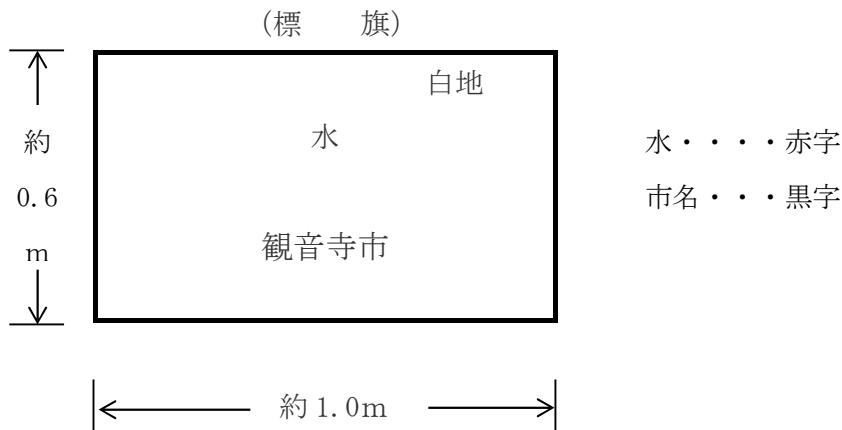 (標　　旗)
白地
水
観音寺市
約
0.6
m
約1.0m
水・・・・赤字
市名・・・黒字